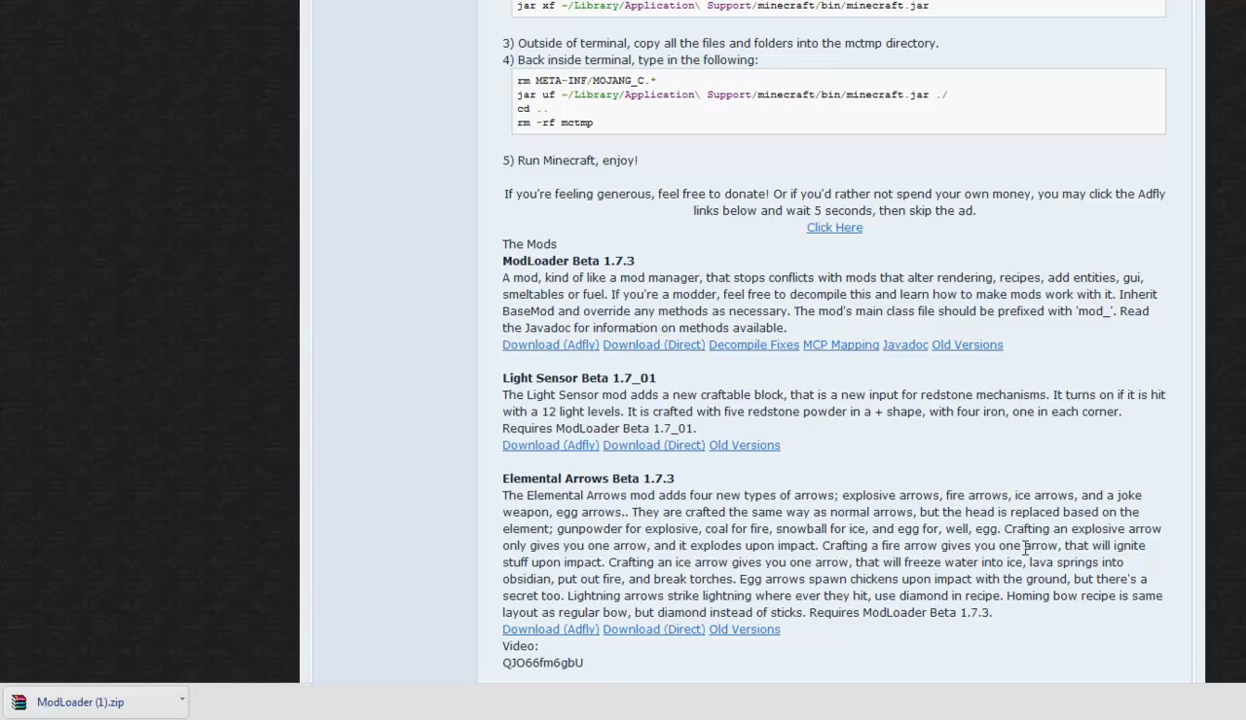 jar xf ~/Library/Application\ Support/minecraft/bin/minecraft.jar
3) Outside of terminal, copy all the files and folders into the mctmp directory.
4) Back inside terminal, type in the following:
rm META-INF/MOJANG_C.*
jar uf ~/Library/Application\ Support/minecraft/bin/minecraft.jar ./
cd ..
rm -rf mctmp
5) Run Minecraft, enjoy!
If you're feeling generous, feel free to donate! Or if you'd rather not spend your own money, you may click the Adfly
links below and wait 5 seconds, then skip the ad.
Click Here
The Mods
ModLoader Beta 1.7.3
A mod, kind of like a mod manager, that stops conflicts with mods that alter rendering, recipes, add entities, gui,
smeltables or fuel. If you're a modder, feel free to decompile this and learn how to make mods work with it. Inherit
BaseMod and override any methods as necessary. The mod's main class file should be prefixed with 'mod_'. Read
the Javadoc for information on methods available.
Download (Adfly) Download (Direct) Decompile Fixes MCP Mapping Javadoc Old Versions
Light Sensor Beta 1.7_01
The Light Sensor mod adds a new craftable block, that is a new input for redstone mechanisms. It turns on if it is hit
with a 12 light levels. It is crafted with five redstone powder in a + shape, with four iron, one in each corner.
Requires ModLoader Beta 1.7_01.
Download (Adfly) Download (Direct) Old Versions
Elemental Arrows Beta 1.7.3
The Elemental Arrows mod adds four new types of arrows; explosive arrows, fire arrows, ice arrows, and a joke
weapon, egg arrows.. They are crafted the same way as normal arrows, but the head is replaced based on the
element; gunpowder for explosive, coal for fire, snowball for ice, and egg for, well, egg. Crafting an explosive arrow
only gives you one arrow, and it explodes upon impact. Crafting a fire arrow gives you one arrow, that will ignite
stuff upon impact. Crafting an ice arrow gives you one arrow, that will freeze water into ice, lava springs into
obsidian, put out fire, and break torches. Egg arrows spawn chickens upon impact with the ground, but there's a
secret too. Lightning arrows strike lightning where ever they hit, use diamond in recipe. Homing bow recipe is same
layout as regular bow, but diamond instead of sticks. Requires ModLoader Beta 1.7.3.
Download (Adfly) Download (Direct) Old Versions
Video:
QJO66fm6gbU
ModLoader (1).zip